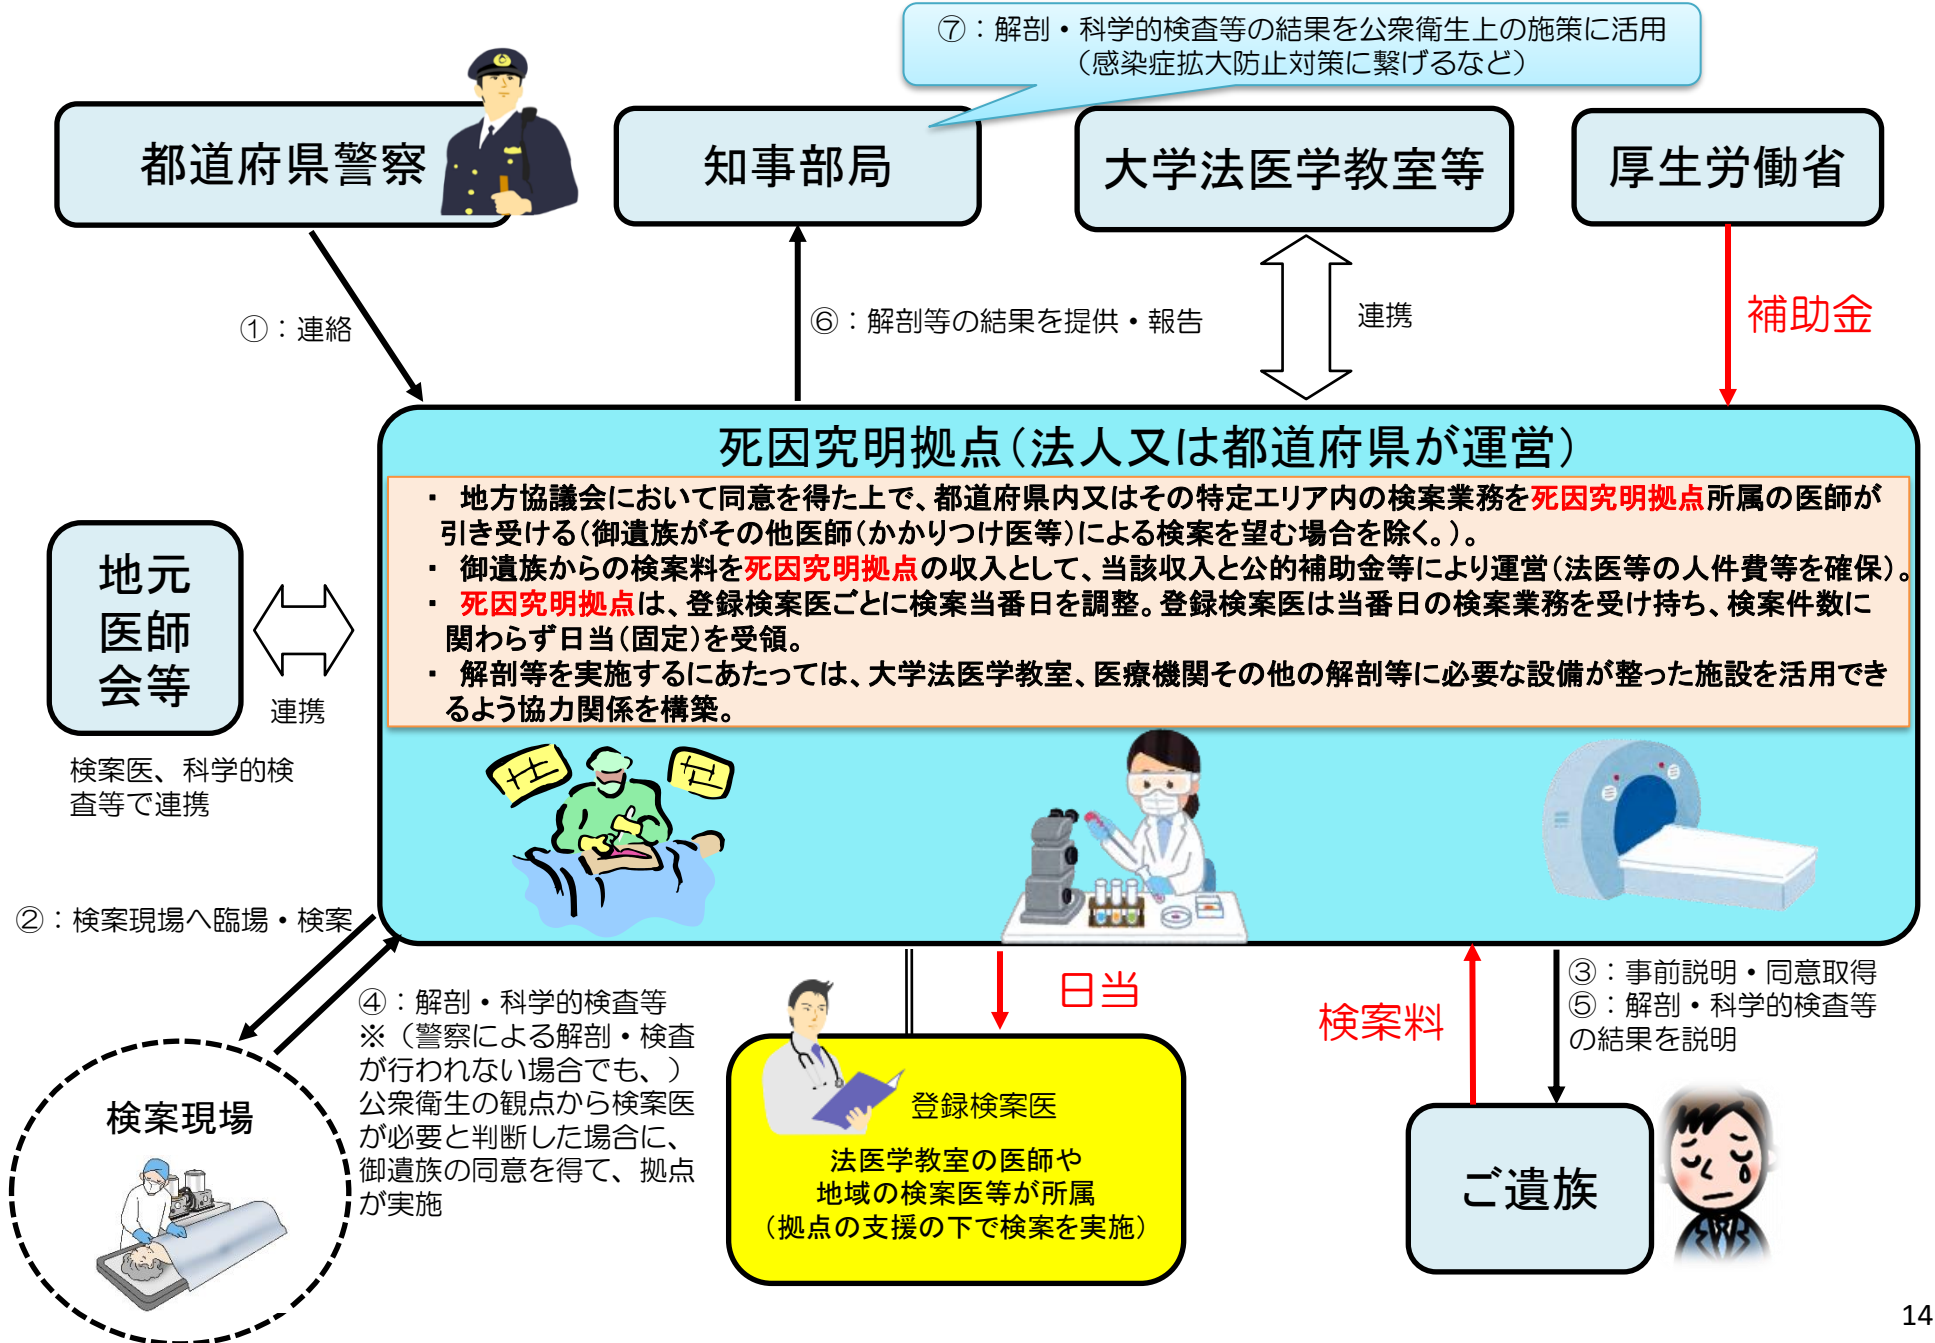 ⑦：解剖・科学的検査等の結果を公衆衛生上の施策に活用
（感染症拡大防止対策に繋げるなど）
都道府県警察
知事部局
大学法医学教室等
厚生労働省
①：連絡
⑥：解剖等の結果を提供・報告
連携
補助金
死因究明拠点（法人又は都道府県が運営）
・ 地方協議会において同意を得た上で、都道府県内又はその特定エリア内の検案業務を死因究明拠点所属の医師が
引き受ける（御遺族がその他医師（かかりつけ医等）による検案を望む場合を除く。）。
・ 御遺族からの検案料を死因究明拠点の収入として、当該収入と公的補助金等により運営（法医等の人件費等を確保）。
・ 死因究明拠点は、登録検案医ごとに検案当番日を調整。登録検案医は当番日の検案業務を受け持ち、検案件数に
関わらず日当（固定）を受領。
・ 解剖等を実施するにあたっては、大学法医学教室、医療機関その他の解剖等に必要な設備が整った施設を活用でき
るよう協力関係を構築。
地元
医師
会等
連携
検案医、科学的検
査等で連携
②：検案現場へ臨場・検案
④：解剖・科学的検査等
※（警察による解剖・検査
が行われない場合でも、）
公衆衛生の観点から検案医
が必要と判断した場合に、
御遺族の同意を得て、拠点
が実施
検案現場
日当
登録検案医
法医学教室の医師や
地域の検案医等が所属
（拠点の支援の下で検案を実施）
検案料
③：事前説明・同意取得
⑤：解剖・科学的検査等
の結果を説明
ご遺族
14